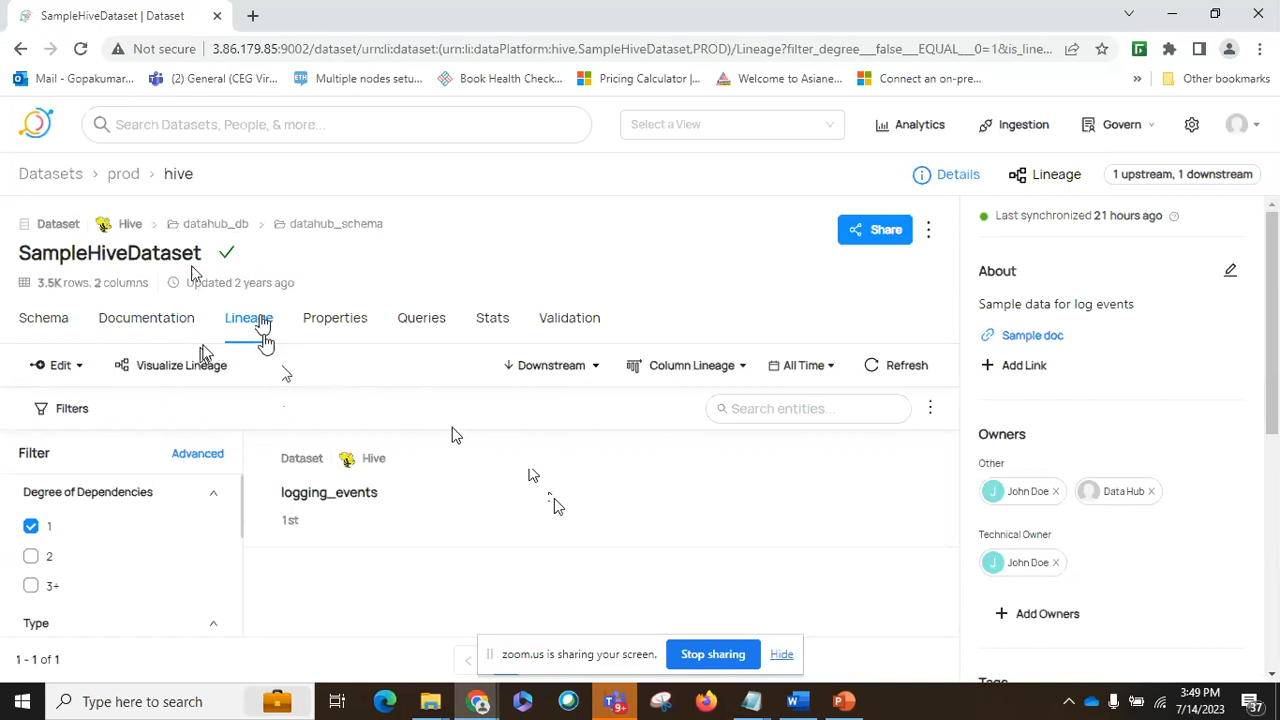 SampleHiveDataset | Dataset
Not secure 3.86.179.85:9002/dataset/urn:li:dataset:(urn:li:dataPlatform:hive,SampleHiveDataset,PROD)/Lineage?filter_degree___false___EQUAL___0=1&is_line...
Mail - Gopakumar... (2) General (CEG Vir... Multiple nodes setu... Book Health Check... Pricing Calculator |... Welcome to Asiane... Connect an on-pre... » Other bookmarks
Search Datasets, People, & more... Select a View Analytics Ingestion Govern
Datasets > prod > hive Details Lineage 1 upstream, 1 downstream
Dataset Hive > datahub_db > datahub_schema
SampleHiveDataset
Share
3.5K rows, 2 columns Updated 2 years ago
Schema Documentation Lineage Properties Queries Stats Validation
Edit Visualize Lineage Downstream Column Lineage All Time Refresh
Filters Search entities...
Filter Advanced
Degree of Dependencies
1
2
3+
Type
1 - 1 of 1
Dataset Hive
logging_events
1st
Last synchronized 21 hours ago
About
Sample data for log events
Sample doc
+ Add Link
Owners
Other
J John Doe × Data Hub ×
Technical Owner
J John Doe ×
+ Add Owners
Tags
zoom.us is sharing your screen. Stop sharing Hide
Type here to search
9+
3:49 PM
7/14/2023
37